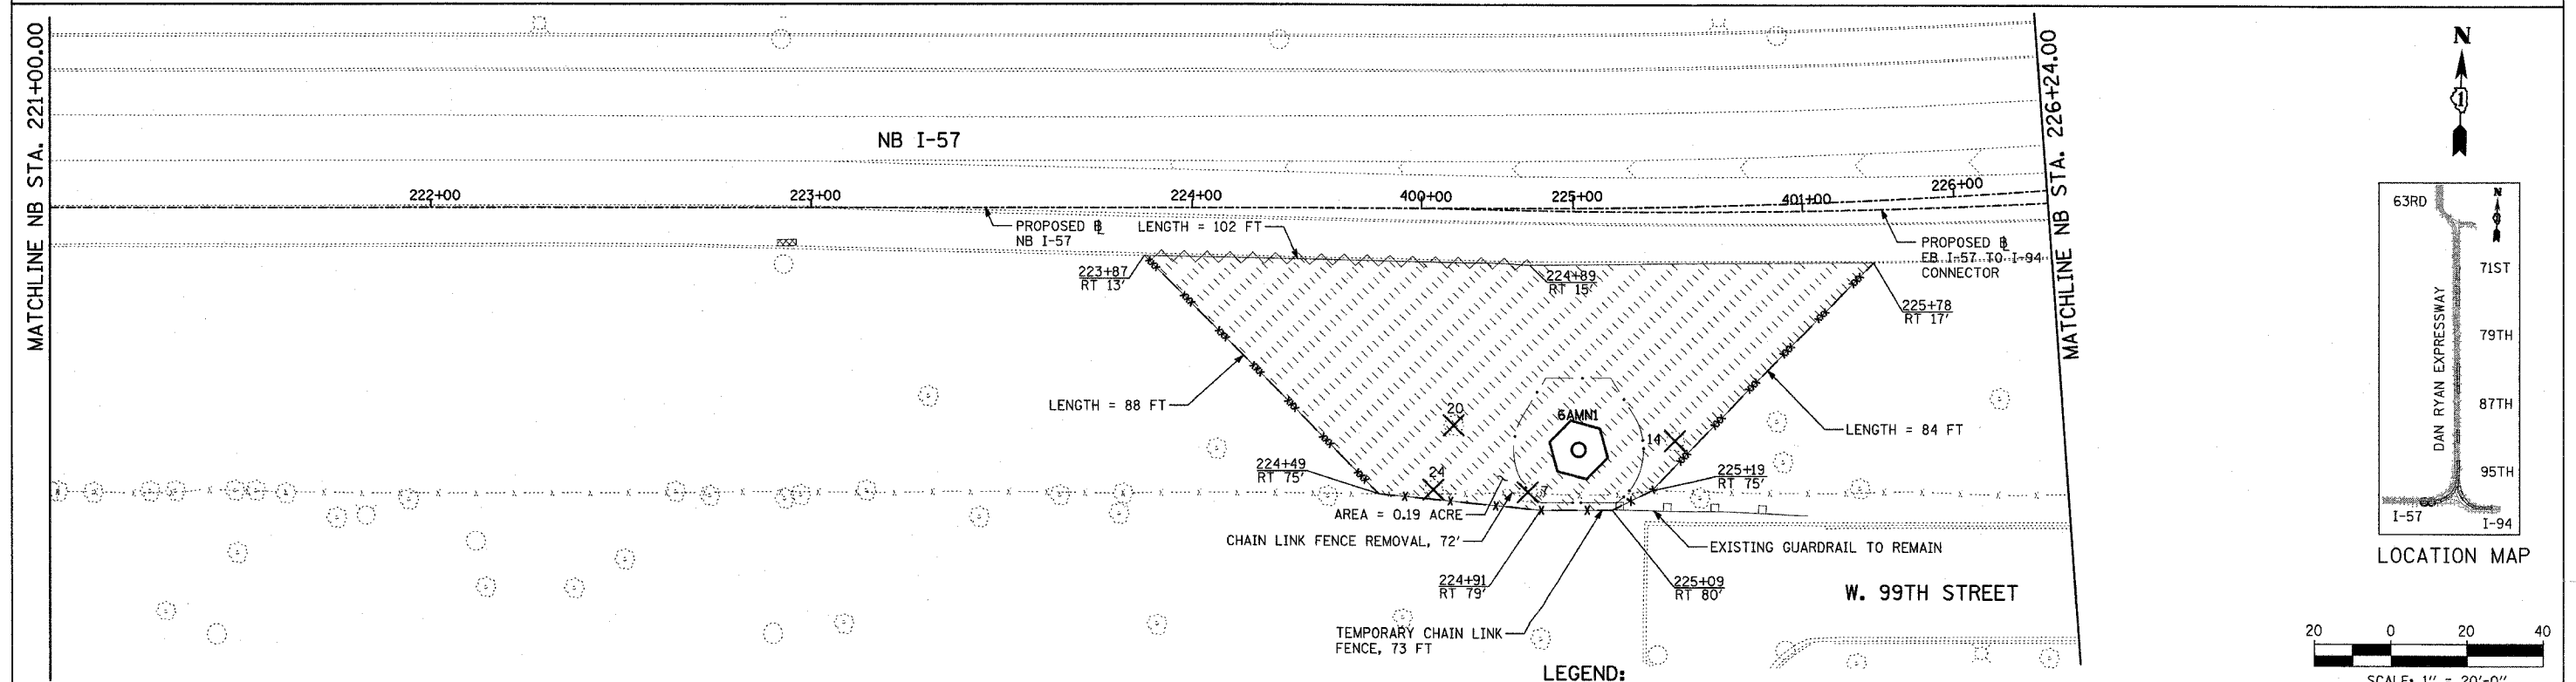 MATCHLINE NB STA. 221+00.00
NB I-57
222+00
223+00
224+00
400+00
225+00
401+00
226+00
MATCHLINE NB STA. 226+24.00
PROPOSED ℄
NB I-57
LENGTH = 102 FT
PROPOSED ℄
EB I-57 TO I-94
CONNECTOR
223+87
RT 13'
224+89
RT 15'
225+78
RT 17'
LENGTH = 88 FT
LENGTH = 84 FT
20
6AMN1
14
24
7
224+49
RT 75'
225+19
RT 75'
AREA = 0.19 ACRE
CHAIN LINK FENCE REMOVAL, 72'
EXISTING GUARDRAIL TO REMAIN
224+91
RT 79'
225+09
RT 80'
W. 99TH STREET
TEMPORARY CHAIN LINK
FENCE, 73 FT
LEGEND:
N
1
N
63RD
71ST
79TH
87TH
95TH
DAN RYAN EXPRESSWAY
I-57
I-94
LOCATION MAP
20 0 20 40
SCALE: 1" = 20'-0"